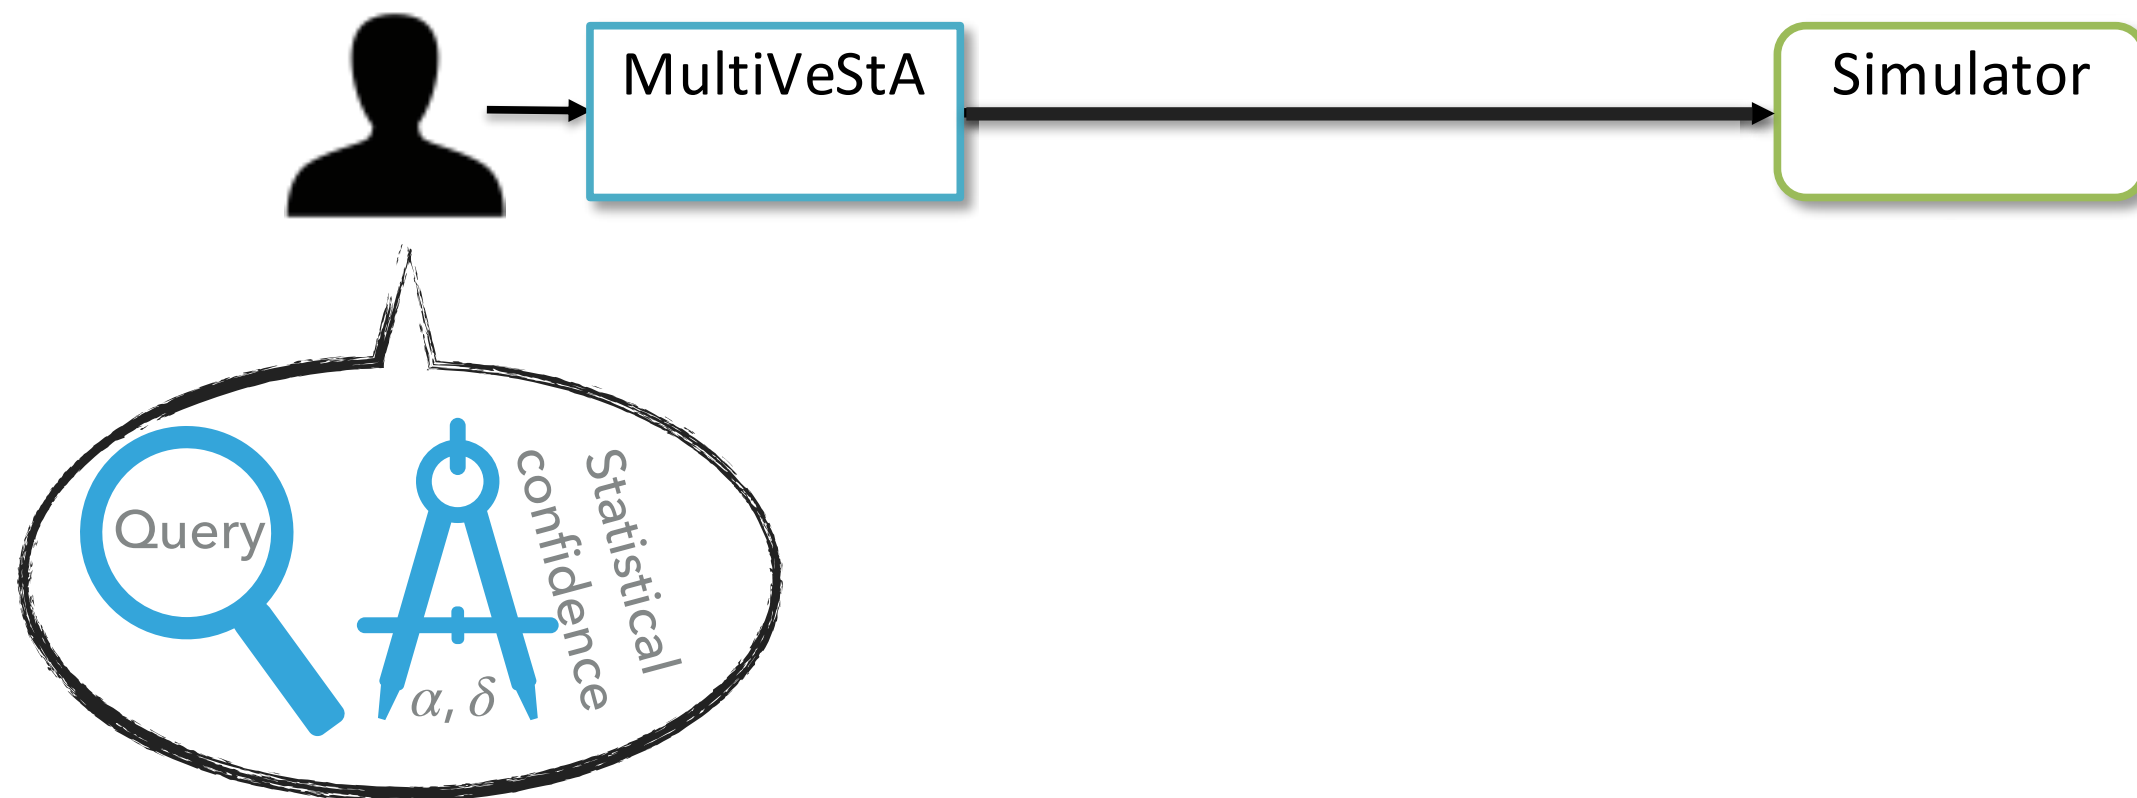 MultiVeStA
Simulator
Query
Statistical
confidence
α, δ